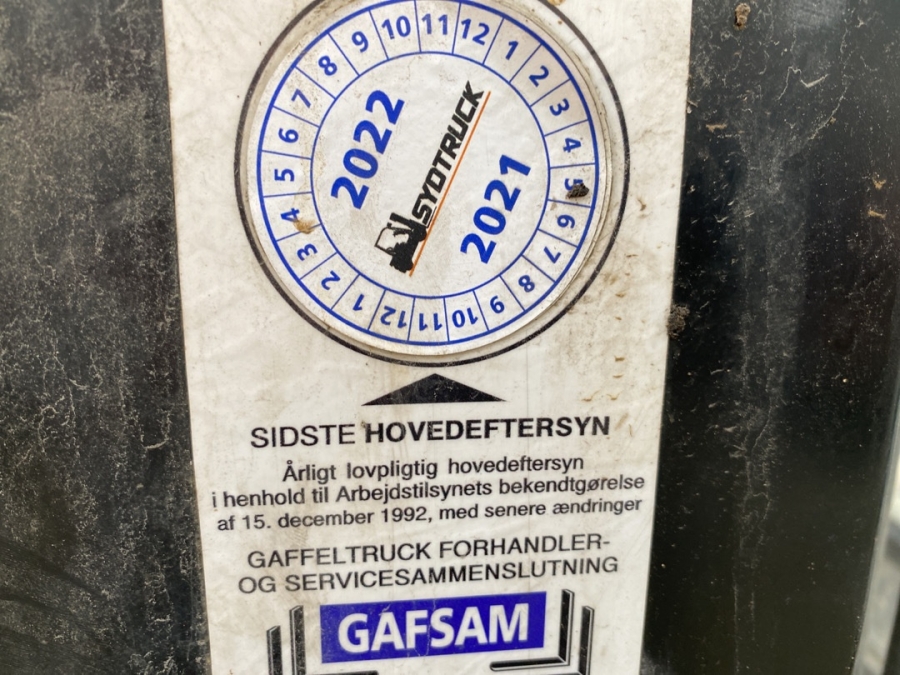 10 11 12 1 2 3 4 5 6 7 8 9 10 11 12 1 2 3 4 5 6 7 8 9
2022
SYDTRUCK
2021
SIDSTE HOVEDEFTERSYN
Årligt lovpligtig hovedeftersyn
i henhold til Arbejdstilsynets bekendtgørelse
af 15. december 1992, med senere ændringer
GAFFELTRUCK FORHANDLER-
OG SERVICESAMMENSLUTNING
GAFSAM